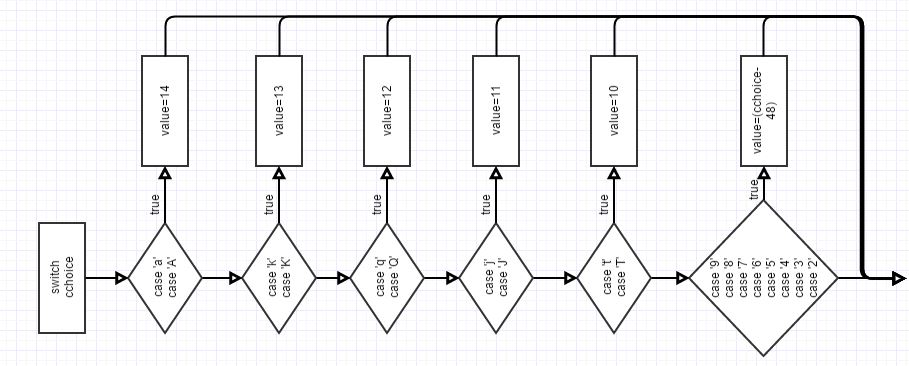 switch
cchoice
case 'a'
case 'A'
true
value=14
case 'k'
case 'K'
true
value=13
case 'q'
case 'Q'
true
value=12
case 'j'
case 'J'
true
value=11
case 't'
case 'T'
true
value=10
case '9'
case '8'
case '7'
case '6'
case '5'
case '4'
case '3'
case '2'
true
value=(cchoice-
48)